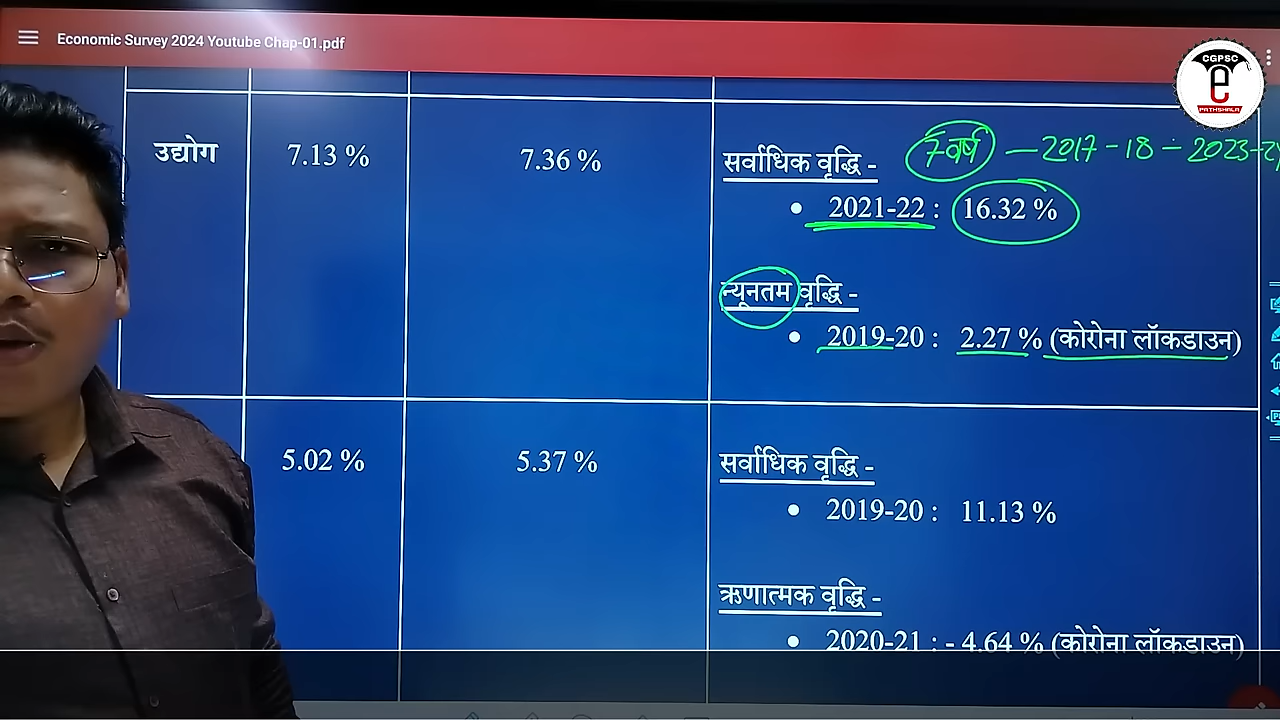 Economic Survey 2024 Youtube Chap-01.pdf
CGPSC
e
PATHSHALA
उद्योग
7.13 %
7.36 %
सर्वाधिक वृद्धि -
7 वर्ष — 2017-18 - 2023-24
• 2021-22 : 16.32 %
न्यूनतम वृद्धि -
• 2019-20 : 2.27 % (कोरोना लॉकडाउन)
5.02 %
5.37 %
सर्वाधिक वृद्धि -
• 2019-20 : 11.13 %
ऋणात्मक वृद्धि -
• 2020-21 : - 4.64 % (कोरोना लॉकडाउन)